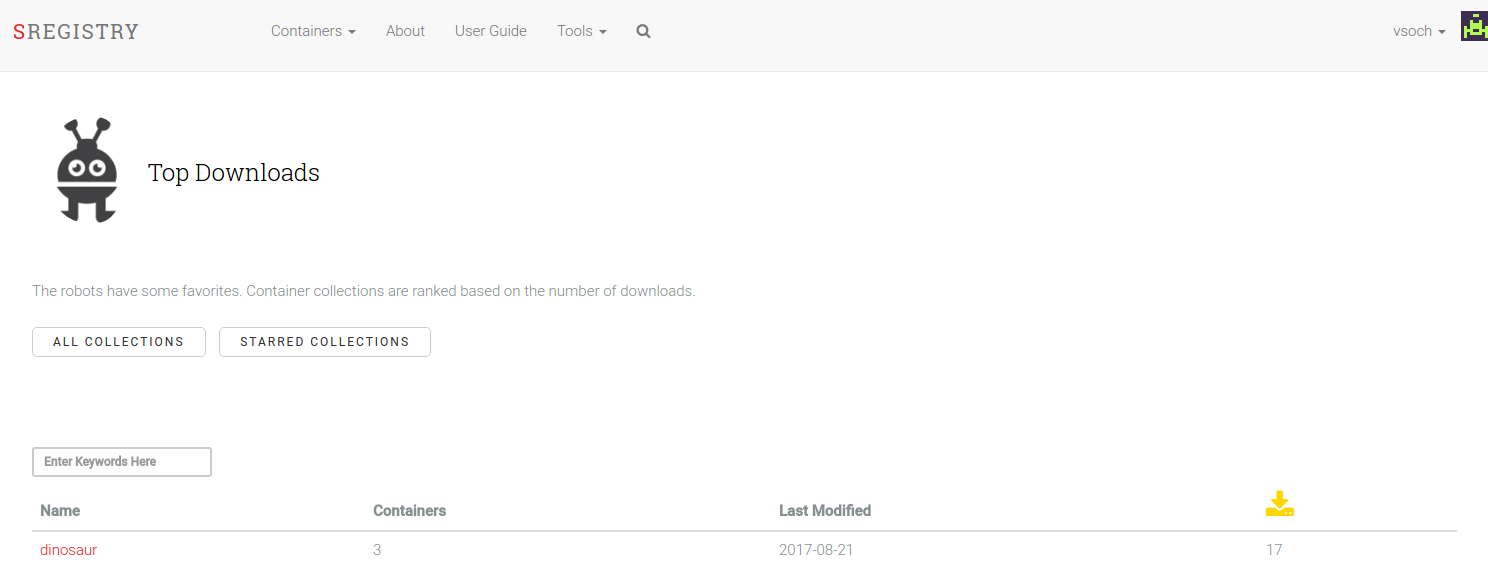 SREGISTRY Containers About User Guide Tools vsoch
Top Downloads
The robots have some favorites. Container collections are ranked based on the number of downloads.
ALL COLLECTIONS STARRED COLLECTIONS
Enter Keywords Here
Name Containers Last Modified
dinosaur 3 2017-08-21 17